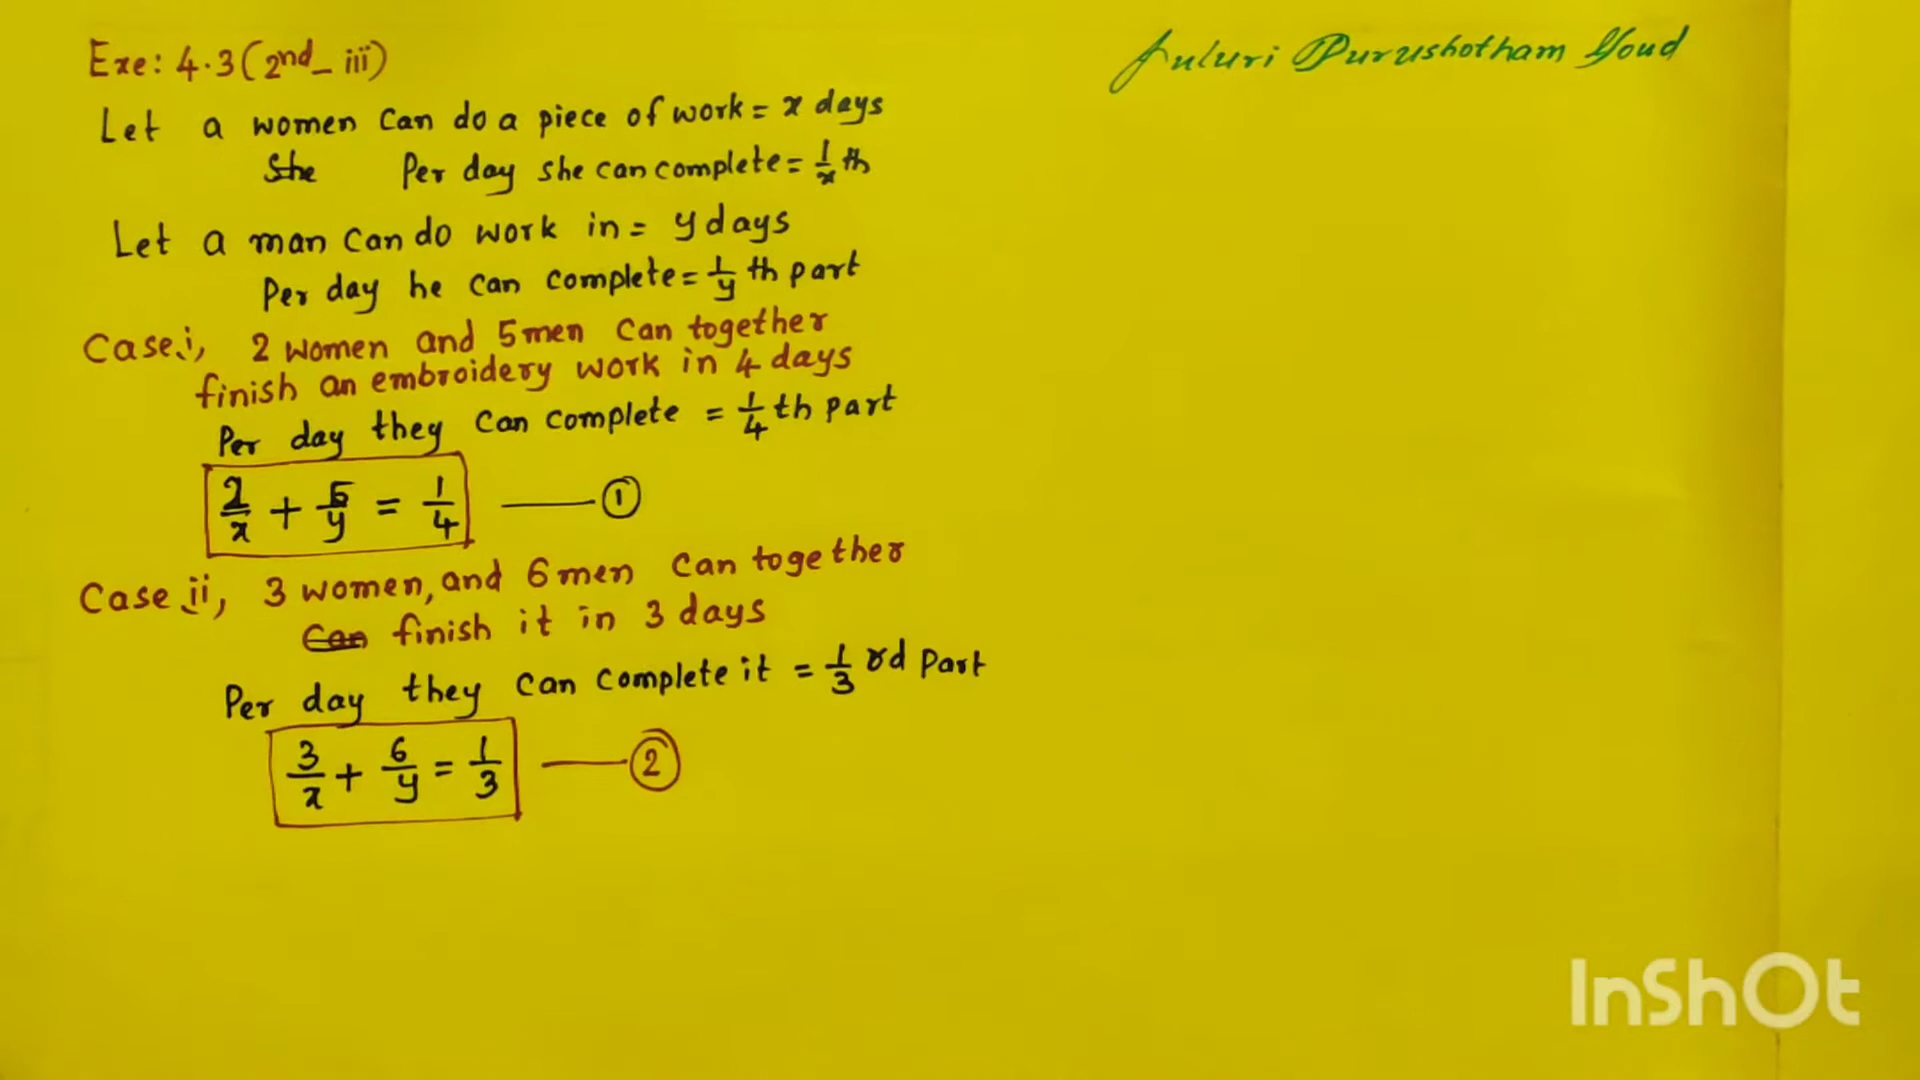 Exe: 4.3(2nd_ iii)
Purushotham Goud
Let a women can do a piece of work = x days
She Per day she can complete = 1/x th
Let a man can do work in = y days
Per day he can complete = 1/y th part
Case i, 2 women and 5 men can together
finish an embroidery work in 4 days
Per day they can complete = 1/4 th part
2/x + 5/y = 1/4 —— ①
Case ii, 3 women, and 6 men can together
can finish it in 3 days
Per day they can complete it = 1/3 rd Part
3/x + 6/y = 1/3 —— ②
InShOt